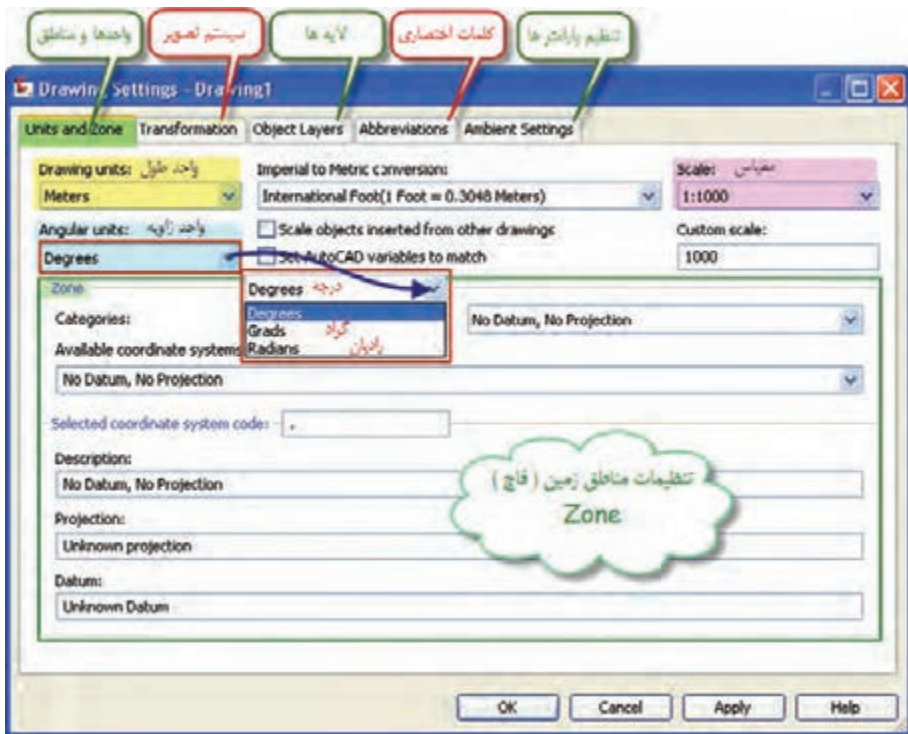 واحدها و مناطق
سیستم تصویر
لایه ها
کلمات اختصاری
تنظیم پارامتر ها
Drawing Settings - Drawing1
Units and Zone Transformation Object Layers Abbreviations Ambient Settings
Drawing units: واحد طول
Imperial to Metric conversion:
Scale: مقیاس
Meters
International Foot(1 Foot = 0.3048 Meters)
1:1000
Angular units: واحد زاویه
Scale objects inserted from other drawings
Custom scale:
Degrees
Set AutoCAD variables to match
1000
Zone
Degrees درجه
Degrees
Grads گراد
Radians رادیان
Categories:
No Datum, No Projection
Available coordinate systems
No Datum, No Projection
Selected coordinate system code: .
Description:
No Datum, No Projection
Projection:
Unknown projection
Datum:
Unknown Datum
تنظیمات مناطق زمین ( قاچ )
Zone
OK Cancel Apply Help